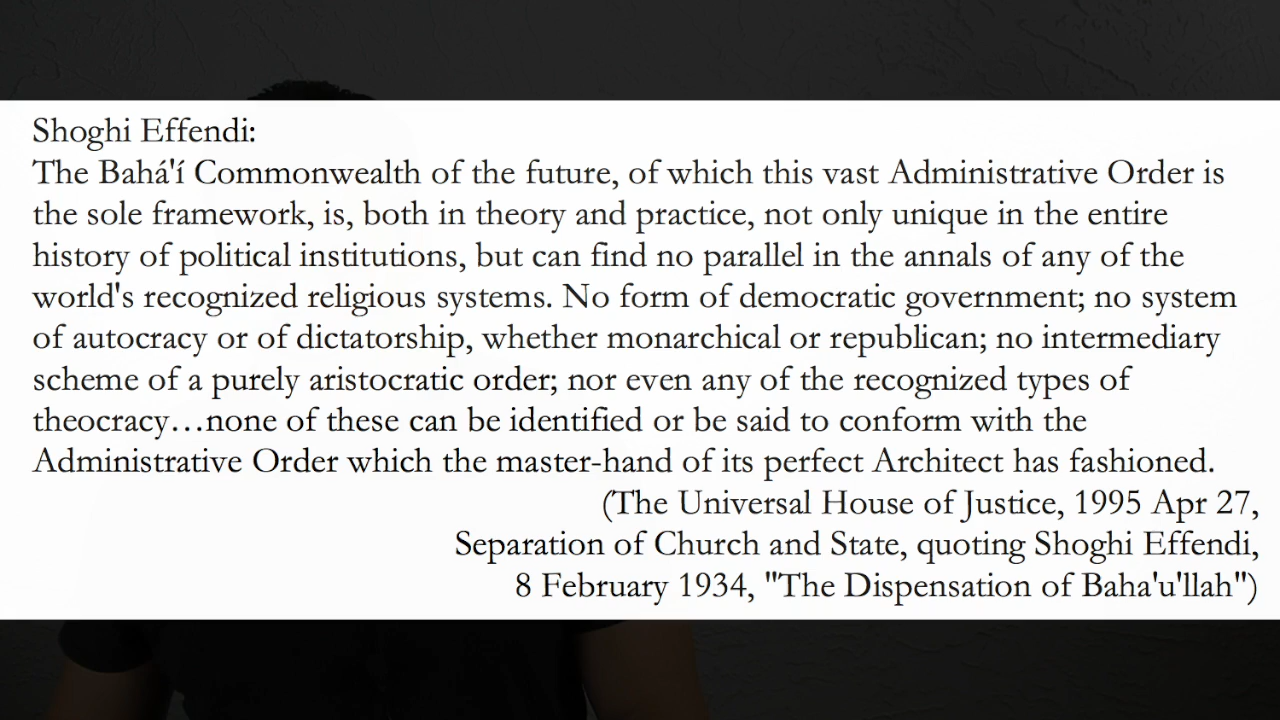 Shoghi Effendi:
The Bahá'í Commonwealth of the future, of which this vast Administrative Order is
the sole framework, is, both in theory and practice, not only unique in the entire
history of political institutions, but can find no parallel in the annals of any of the
world's recognized religious systems. No form of democratic government; no system
of autocracy or of dictatorship, whether monarchical or republican; no intermediary
scheme of a purely aristocratic order; nor even any of the recognized types of
theocracy…none of these can be identified or be said to conform with the
Administrative Order which the master-hand of its perfect Architect has fashioned.
(The Universal House of Justice, 1995 Apr 27,
Separation of Church and State, quoting Shoghi Effendi,
8 February 1934, "The Dispensation of Baha'u'llah")